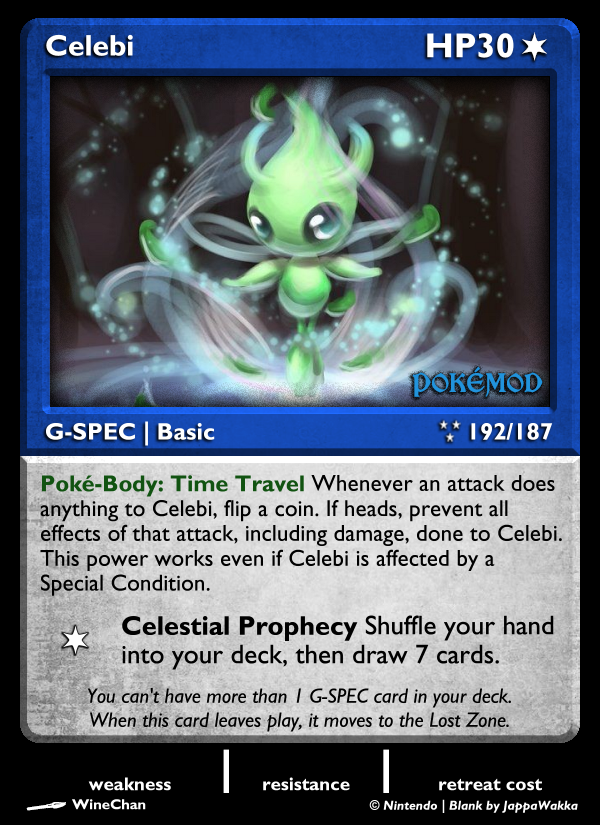 Celebi HP30
POKÉMOD
G-SPEC | Basic 192/187
Poké-Body: Time Travel Whenever an attack does
anything to Celebi, flip a coin. If heads, prevent all
effects of that attack, including damage, done to Celebi.
This power works even if Celebi is affected by a
Special Condition.
Celestial Prophecy Shuffle your hand
into your deck, then draw 7 cards.
You can't have more than 1 G-SPEC card in your deck.
When this card leaves play, it moves to the Lost Zone.
weakness resistance retreat cost
WineChan © Nintendo | Blank by JappaWakka